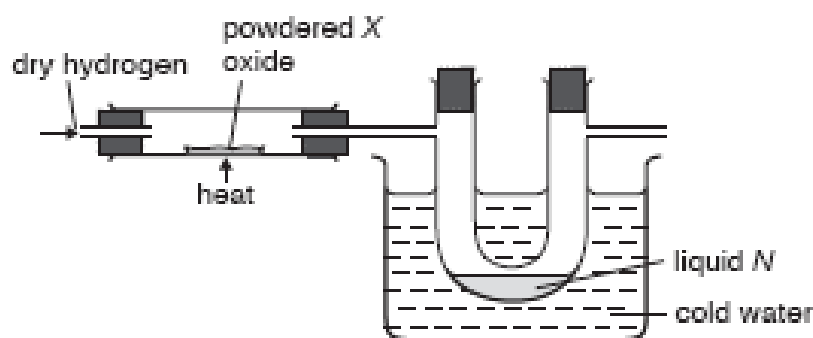 powdered X
oxide
dry hydrogen
heat
liquid N
cold water